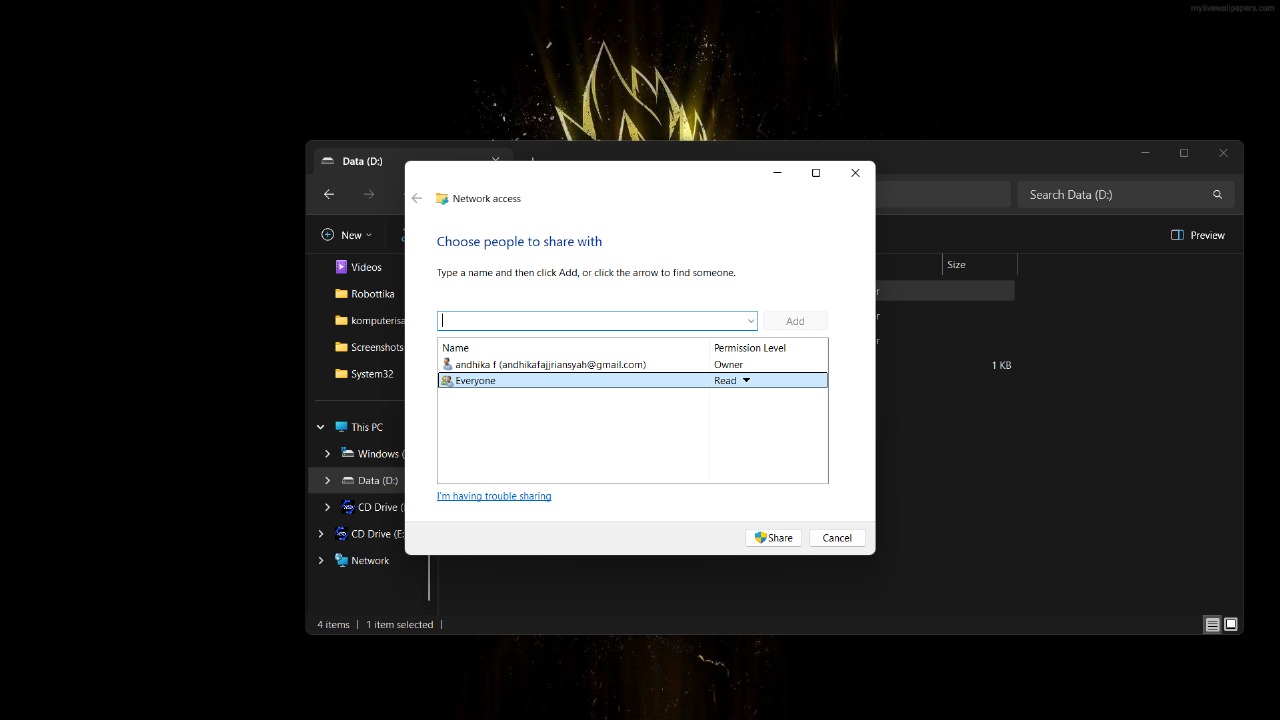 mylivewallpapers.com
Data (D:)
Search Data (D:)
Network access
New
Preview
Choose people to share with
Type a name and then click Add, or click the arrow to find someone.
Videos
Size
Robottika
komputerisa
Add
Screenshots
Name Permission Level
andhika f (andhikafajjriansyah@gmail.com) Owner
1 KB
System32
Everyone Read
This PC
Windows (
Data (D:)
I'm having trouble sharing
CD Drive (
CD Drive (E:
Share Cancel
Network
4 items | 1 item selected |